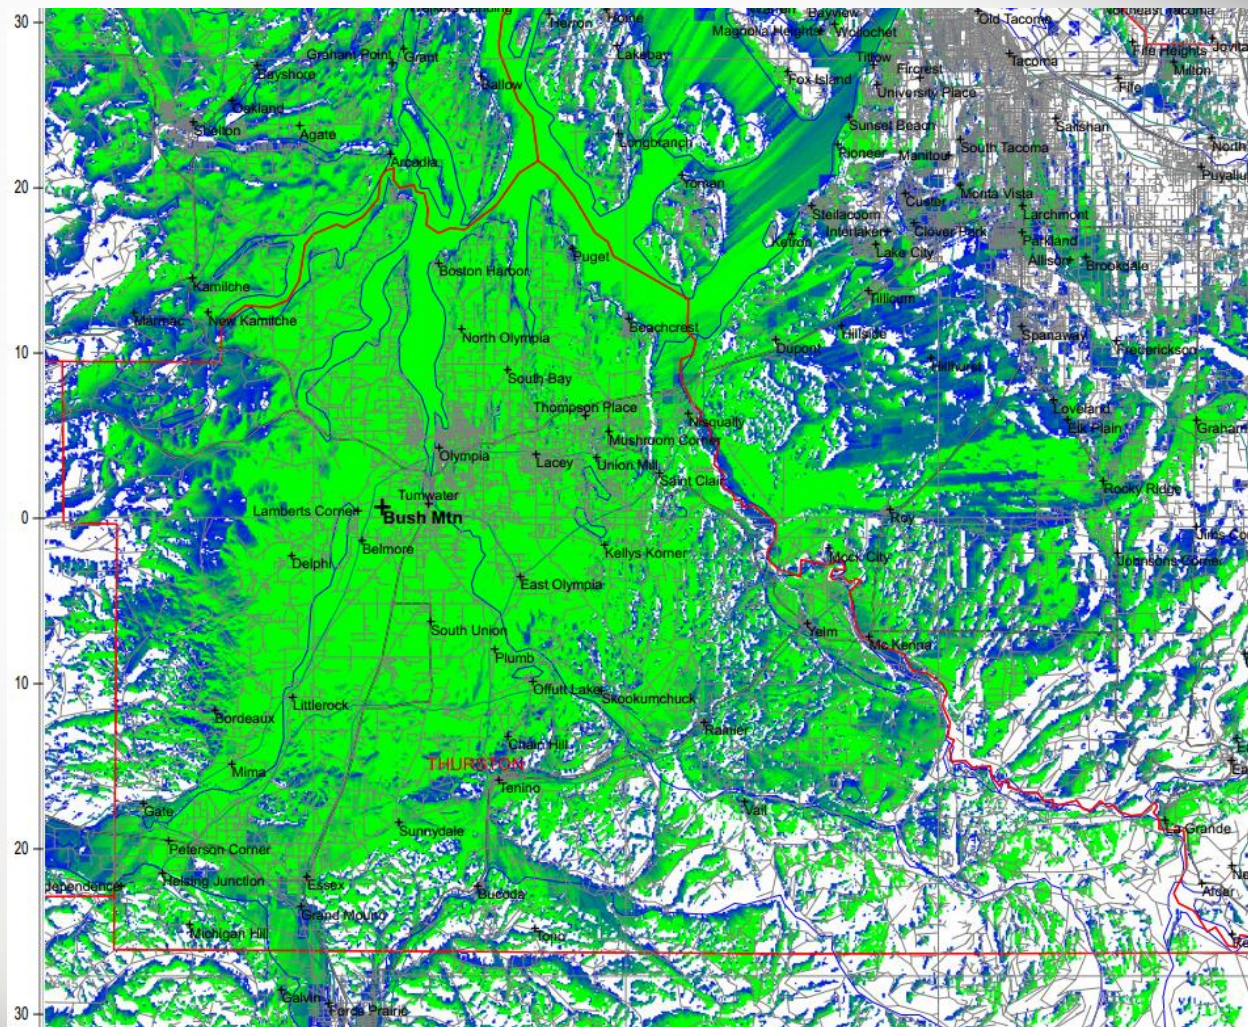 30
Herron
Home
Bayview
Wollochet
Old Tacoma
Northeast Tacoma
Magnolia Heights
Graham Point
Grant
Lakebay
Titlow
Tacoma
Fife Heights
Jovita
Bayshore
Ballow
Fox Island
Fircrest
Milton
University Place
Fife
Oakland
Shelton
Agate
Longbranch
Sunset Beach
Salishan
Arcadia
Pioneer
Manitou
South Tacoma
North
Yoman
Puyallup
20
Custer
Monta Vista
Steilacoom
Larchmont
Interlaken
Clover Park
Ketron
Parkland
Puget
Lake City
Allison
Brookdale
Boston Harbor
Kamilche
Tillicum
Marmac
New Kamilche
Beachcrest
North Olympia
Hillside
Spanaway
10
Dupont
Frederickson
Hillhurst
South Bay
Thompson Place
Loveland
Nisqually
Elk Plain
Graham
Mushroom Corner
Olympia
Lacey
Union Mill
Saint Clair
Rocky Ridge
Tumwater
Lamberts Corner
Bush Mtn
0
Roy
Belmore
Kellys Korner
Mock City
Johnsons Corner
Delphi
East Olympia
South Union
Yelm
Mc Kenna
Plumb
10
Offutt Lake
Skookumchuck
Littlerock
Bordeaux
Rainier
Chain Hill
THURSTON
Mima
Tenino
Gate
Vail
Sunnydale
La Grande
20
Peterson Corner
Helsing Junction
Essex
dependence
Bucoda
Alder
Grand Mound
Michigan Hill
Tono
Galvin
Fords Prairie
30